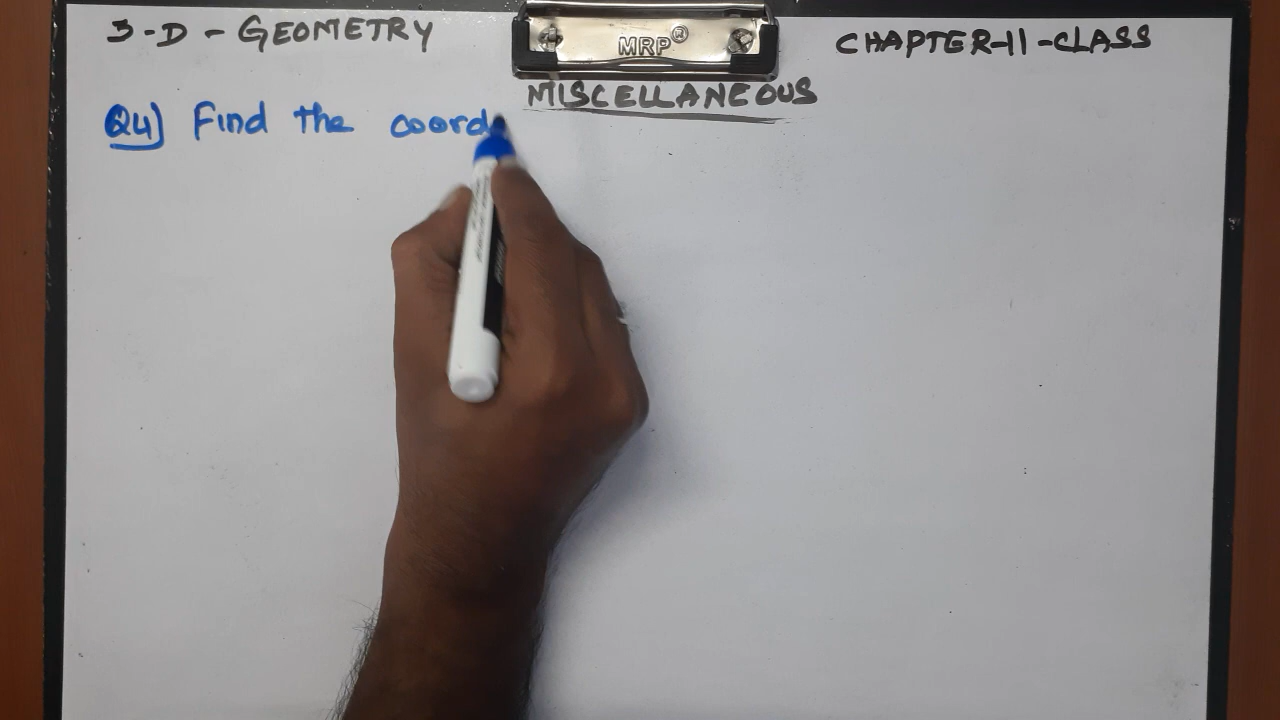 3-D - GEOMETRY
MRP®
CHAPTER-11-CLASS
MISCELLANEOUS
Q4) Find the coord